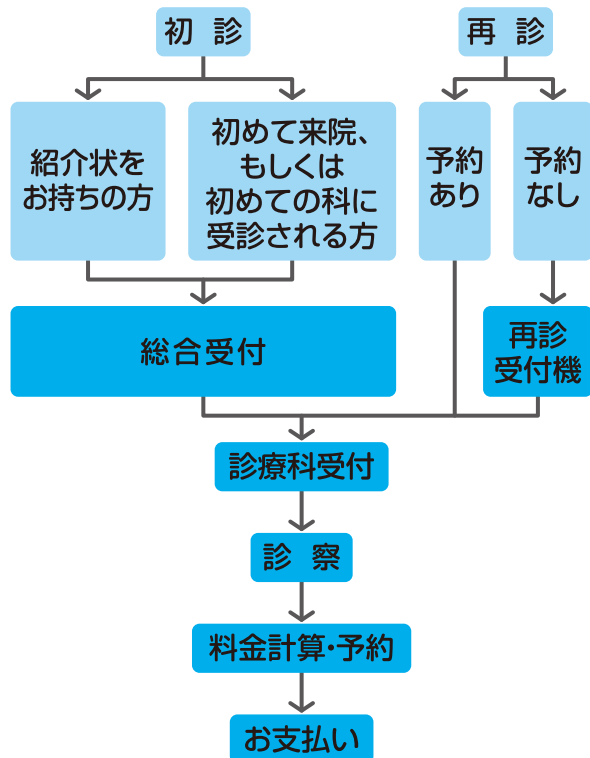 初 診
再 診
紹介状を
お持ちの方
初めて来院、
もしくは
初めての科に
受診される方
予約
あり
予約
なし
総合受付
再診
受付機
診療科受付
診 察
料金計算・予約
お支払い